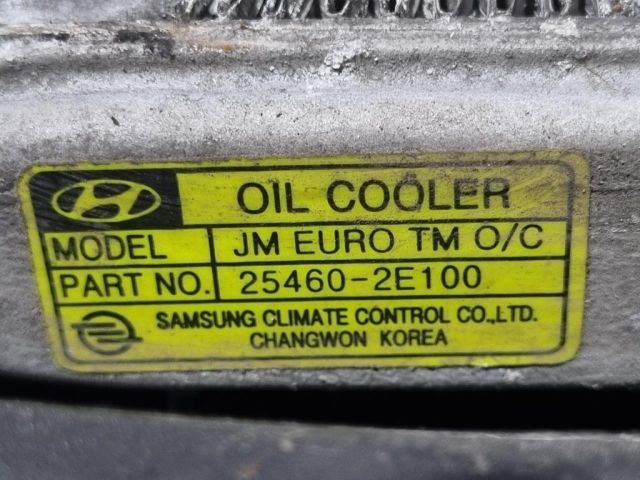 OIL COOLER
MODEL JM EURO TM O/C
PART NO. 25460-2E100
SAMSUNG CLIMATE CONTROL CO.,LTD.
CHANGWON KOREA